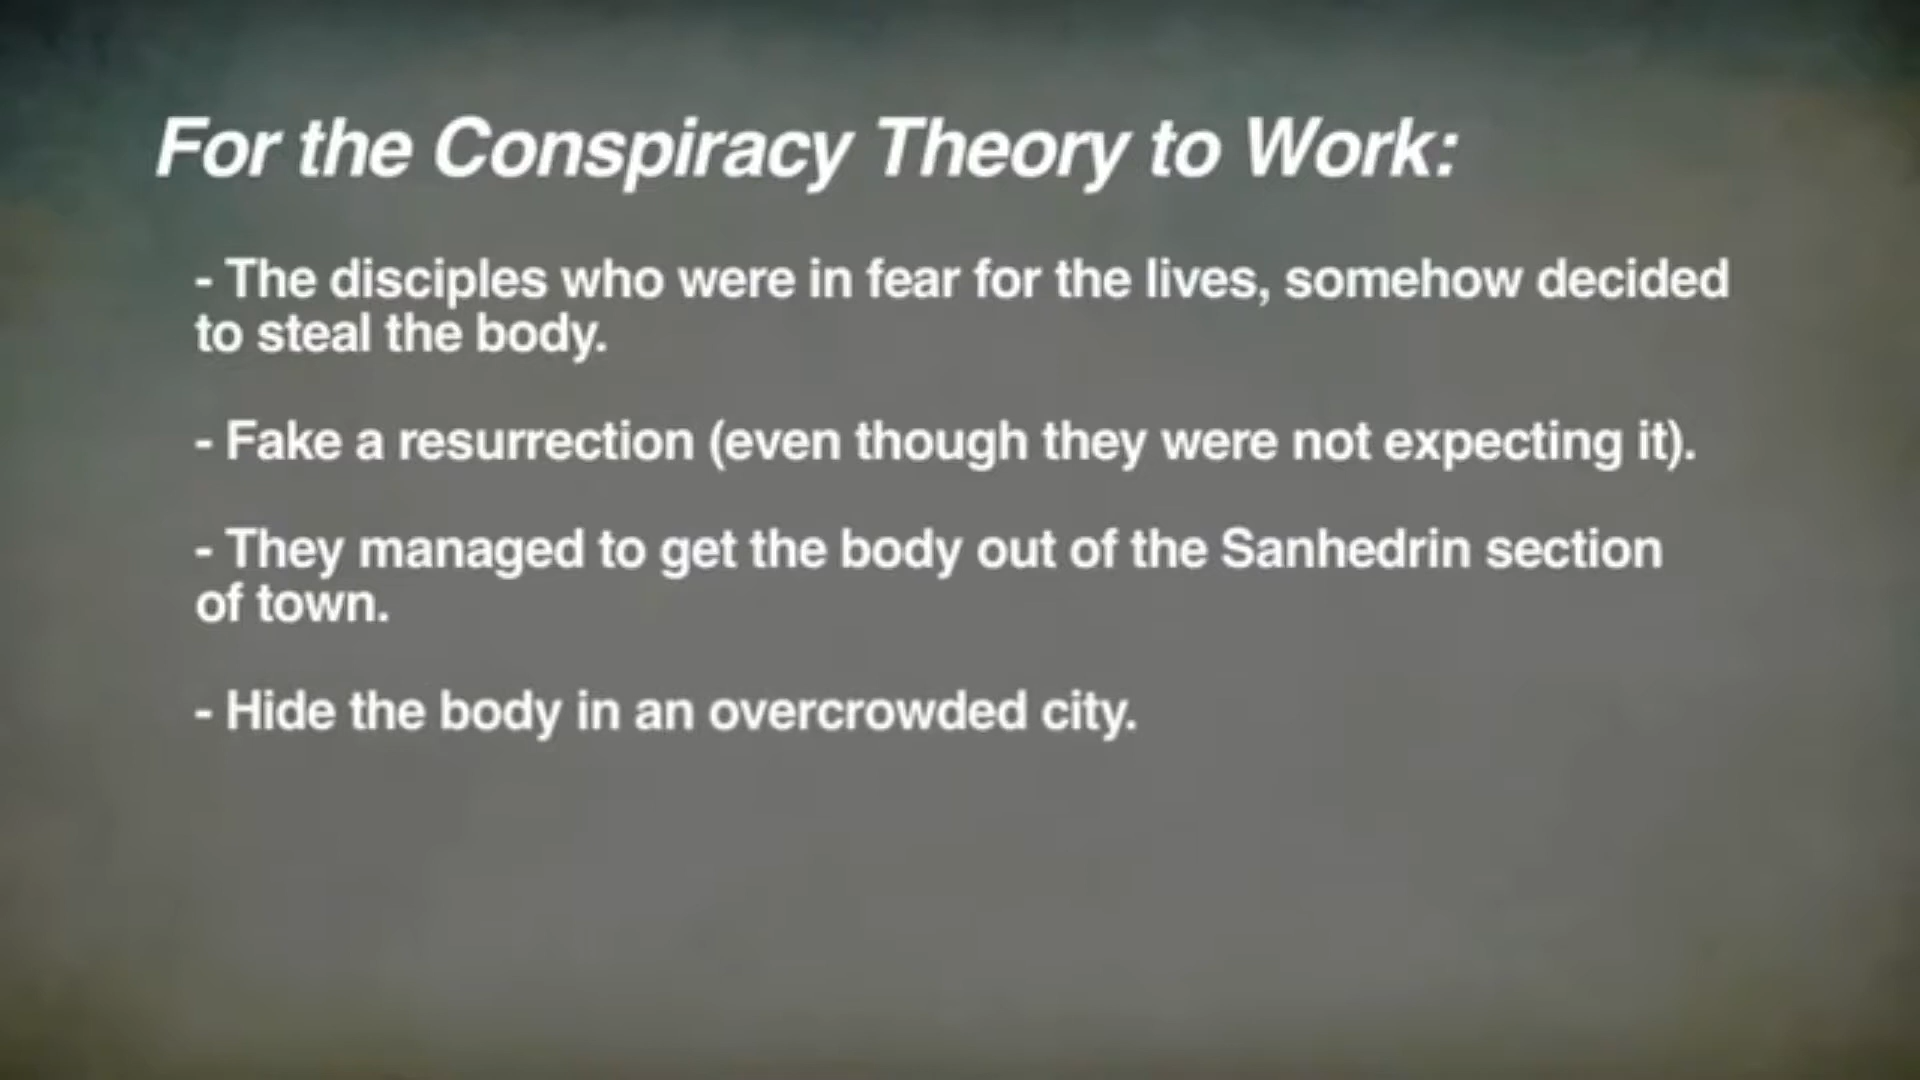 For the Conspiracy Theory to Work:
- The disciples who were in fear for the lives, somehow decided
to steal the body.
- Fake a resurrection (even though they were not expecting it).
- They managed to get the body out of the Sanhedrin section
of town.
- Hide the body in an overcrowded city.